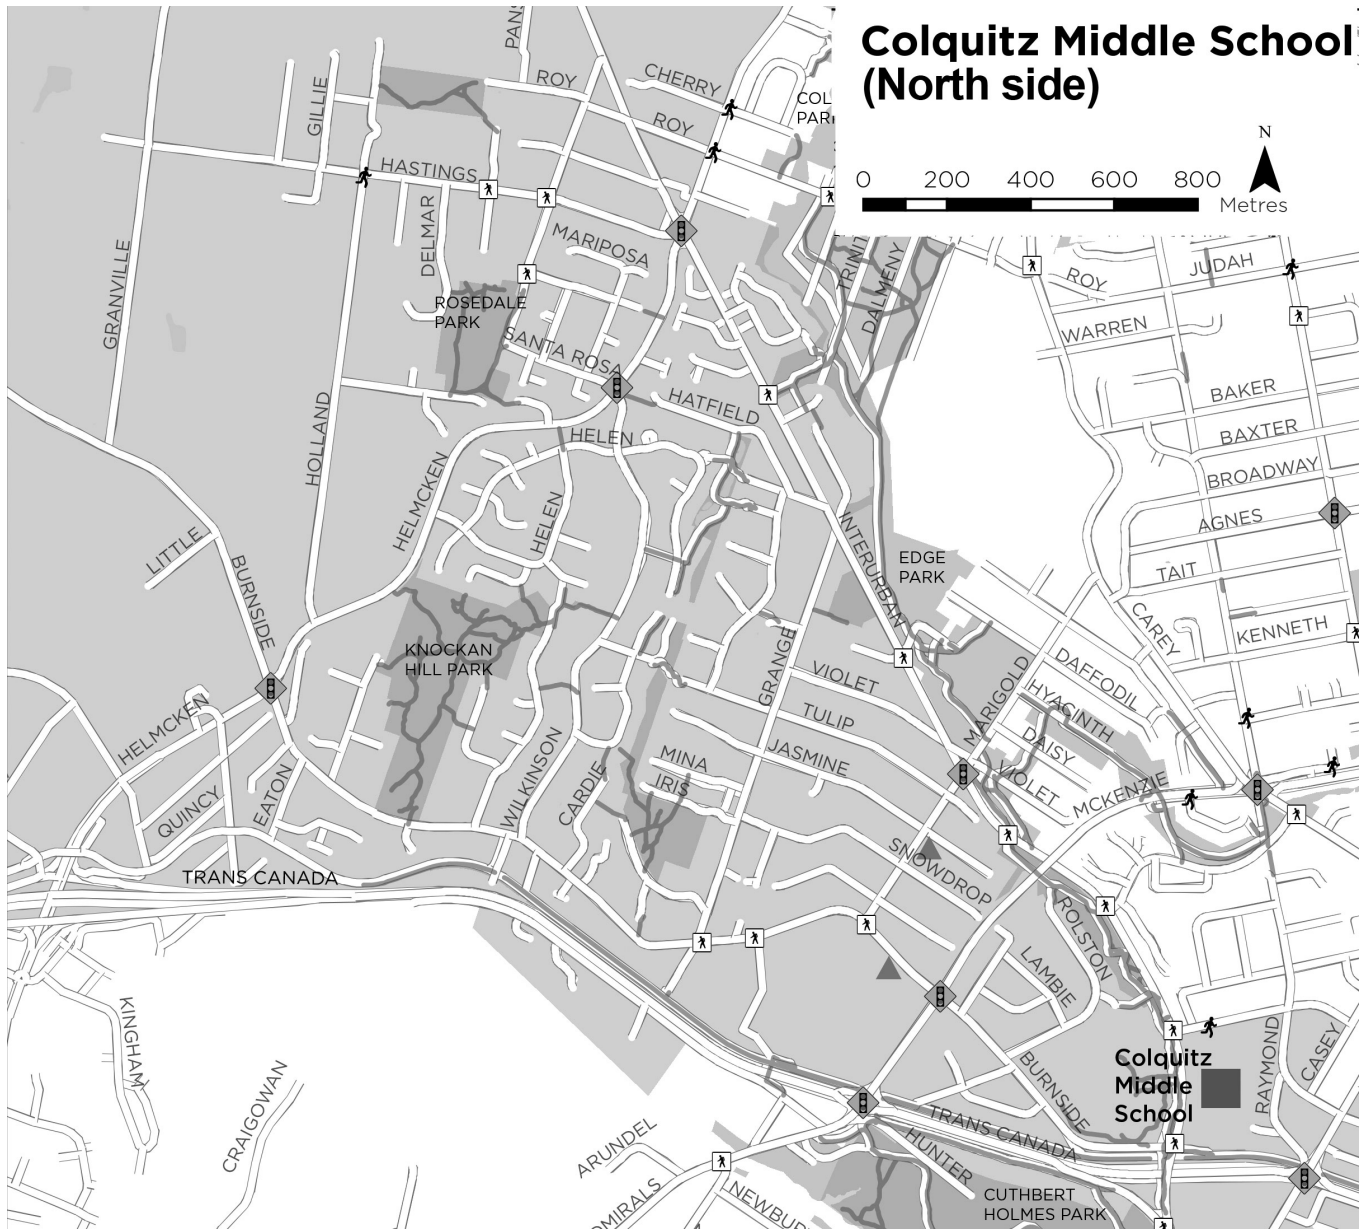 Colquitz Middle School
(North side)
N
0 200 400 600 800
Metres
CHERRY
ROY
ROY
GILLIE
HASTINGS
DELMAR
MARIPOSA
GRANVILLE
ROSEDALE
PARK
SANTA ROSA
HATFIELD
HOLLAND
HELEN
HELMCKEN
HELEN
DALMENY
ROY
JUDAH
WARREN
BAKER
BAXTER
BROADWAY
AGNES
TAIT
KENNETH
CAREY
LITTLE
BURNSIDE
INTERURBAN
EDGE
PARK
KNOCKAN
HILL PARK
GRANGE
VIOLET
TULIP
JASMINE
MARIGOLD
DAFFODIL
HYACINTH
DAISY
VIOLET
MCKENZIE
HELMCKEN
QUINCY
EATON
WILKINSON
CARDIE
MINA
IRIS
SNOWDROP
TRANS CANADA
ROLSTON
LAMBIE
KINGHAM
CRAIGOWAN
BURNSIDE
Colquitz
Middle
School
RAYMOND
CASEY
TRANS CANADA
ARUNDEL
HUNTER
CUTHBERT
HOLMES PARK